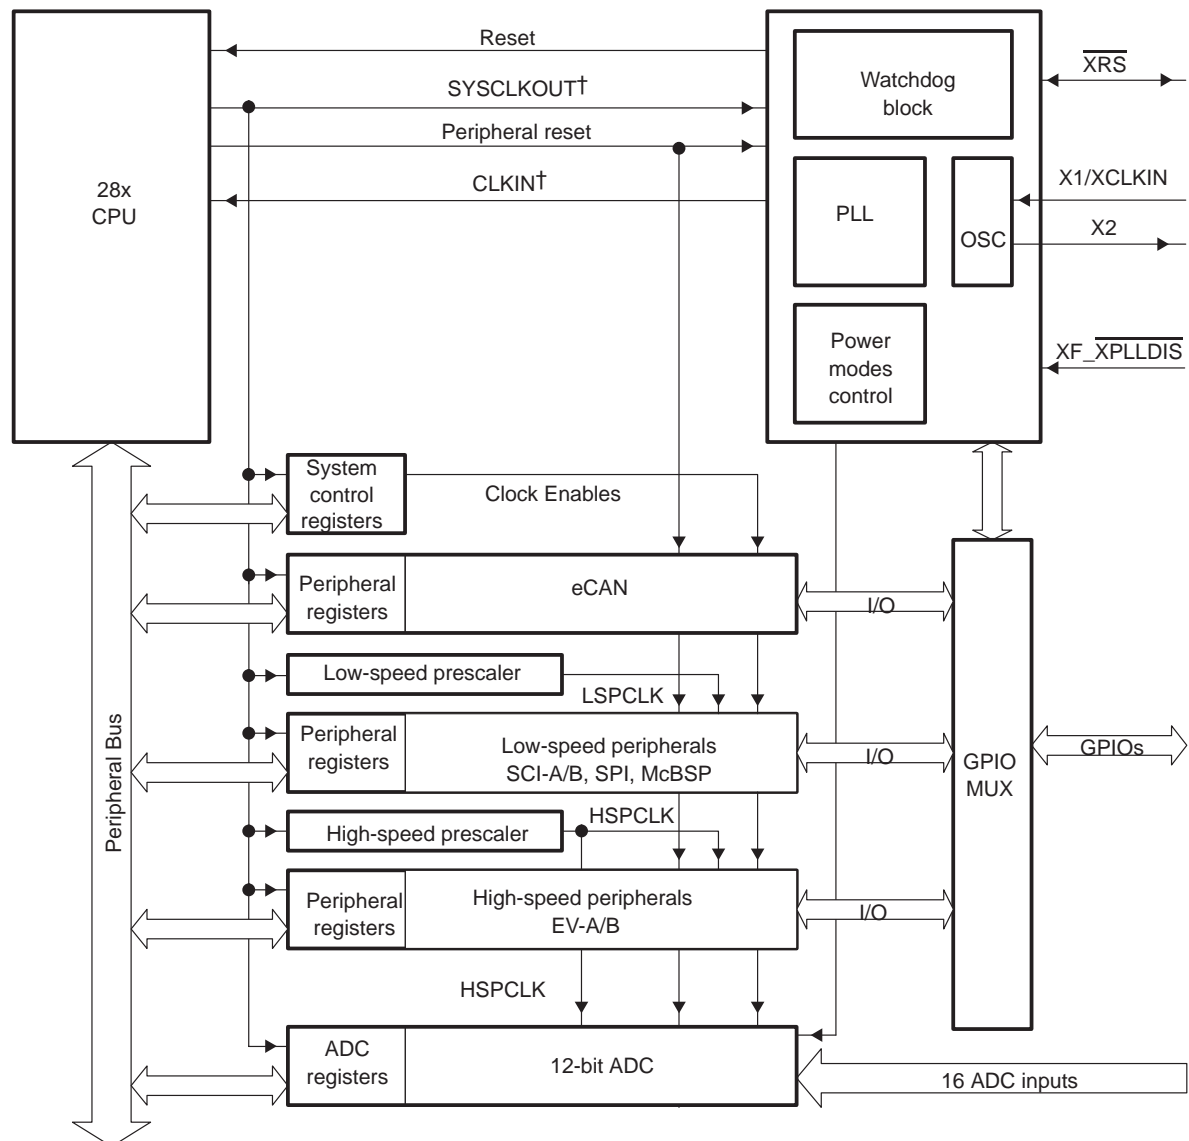 Reset
SYSCLKOUT†
Peripheral reset
CLKIN†
28x
CPU
Watchdog
block
PLL
OSC
Power
modes
control
XRS
X1/XCLKIN
X2
XF_XPLLDIS
System
control
registers
Clock Enables
Peripheral
registers
eCAN
I/O
Low-speed prescaler
LSPCLK
Peripheral
registers
Low-speed peripherals
SCI-A/B, SPI, McBSP
I/O
High-speed prescaler
HSPCLK
Peripheral
registers
High-speed peripherals
EV-A/B
I/O
HSPCLK
ADC
registers
12-bit ADC
16 ADC inputs
GPIO
MUX
GPIOs
Peripheral Bus